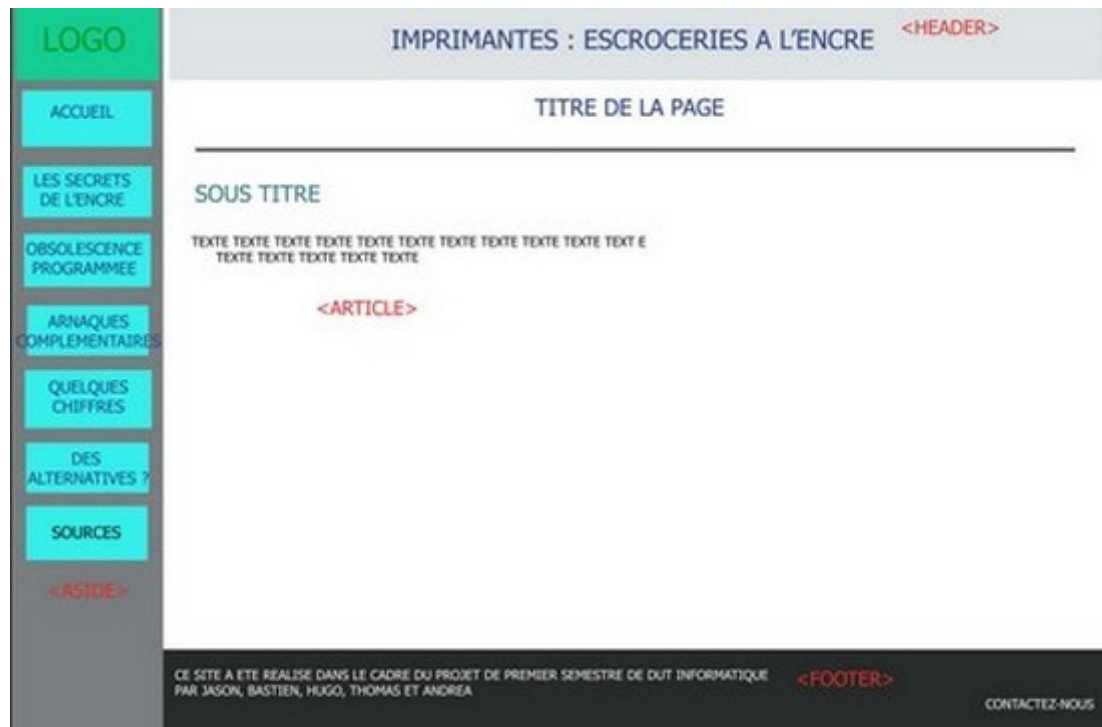 LOGO
IMPRIMANTES : ESCROCERIES A L'ENCRE
<HEADER>
ACCUEIL
LES SECRETS
DE L'ENCRE
OBSOLESCENCE
PROGRAMMEE
ARNAQUES
COMPLEMENTAIRES
QUELQUES
CHIFFRES
DES
ALTERNATIVES ?
SOURCES
<ASIDE>
TITRE DE LA PAGE
SOUS TITRE
TEXTE TEXTE TEXTE TEXTE TEXTE TEXTE TEXTE TEXTE TEXTE TEXTE TEXT E
TEXTE TEXTE TEXTE TEXTE TEXTE
<ARTICLE>
CE SITE A ETE REALISE DANS LE CADRE DU PROJET DE PREMIER SEMESTRE DE DUT INFORMATIQUE
PAR JASON, BASTIEN, HUGO, THOMAS ET ANDREA
<FOOTER>
CONTACTEZ-NOUS